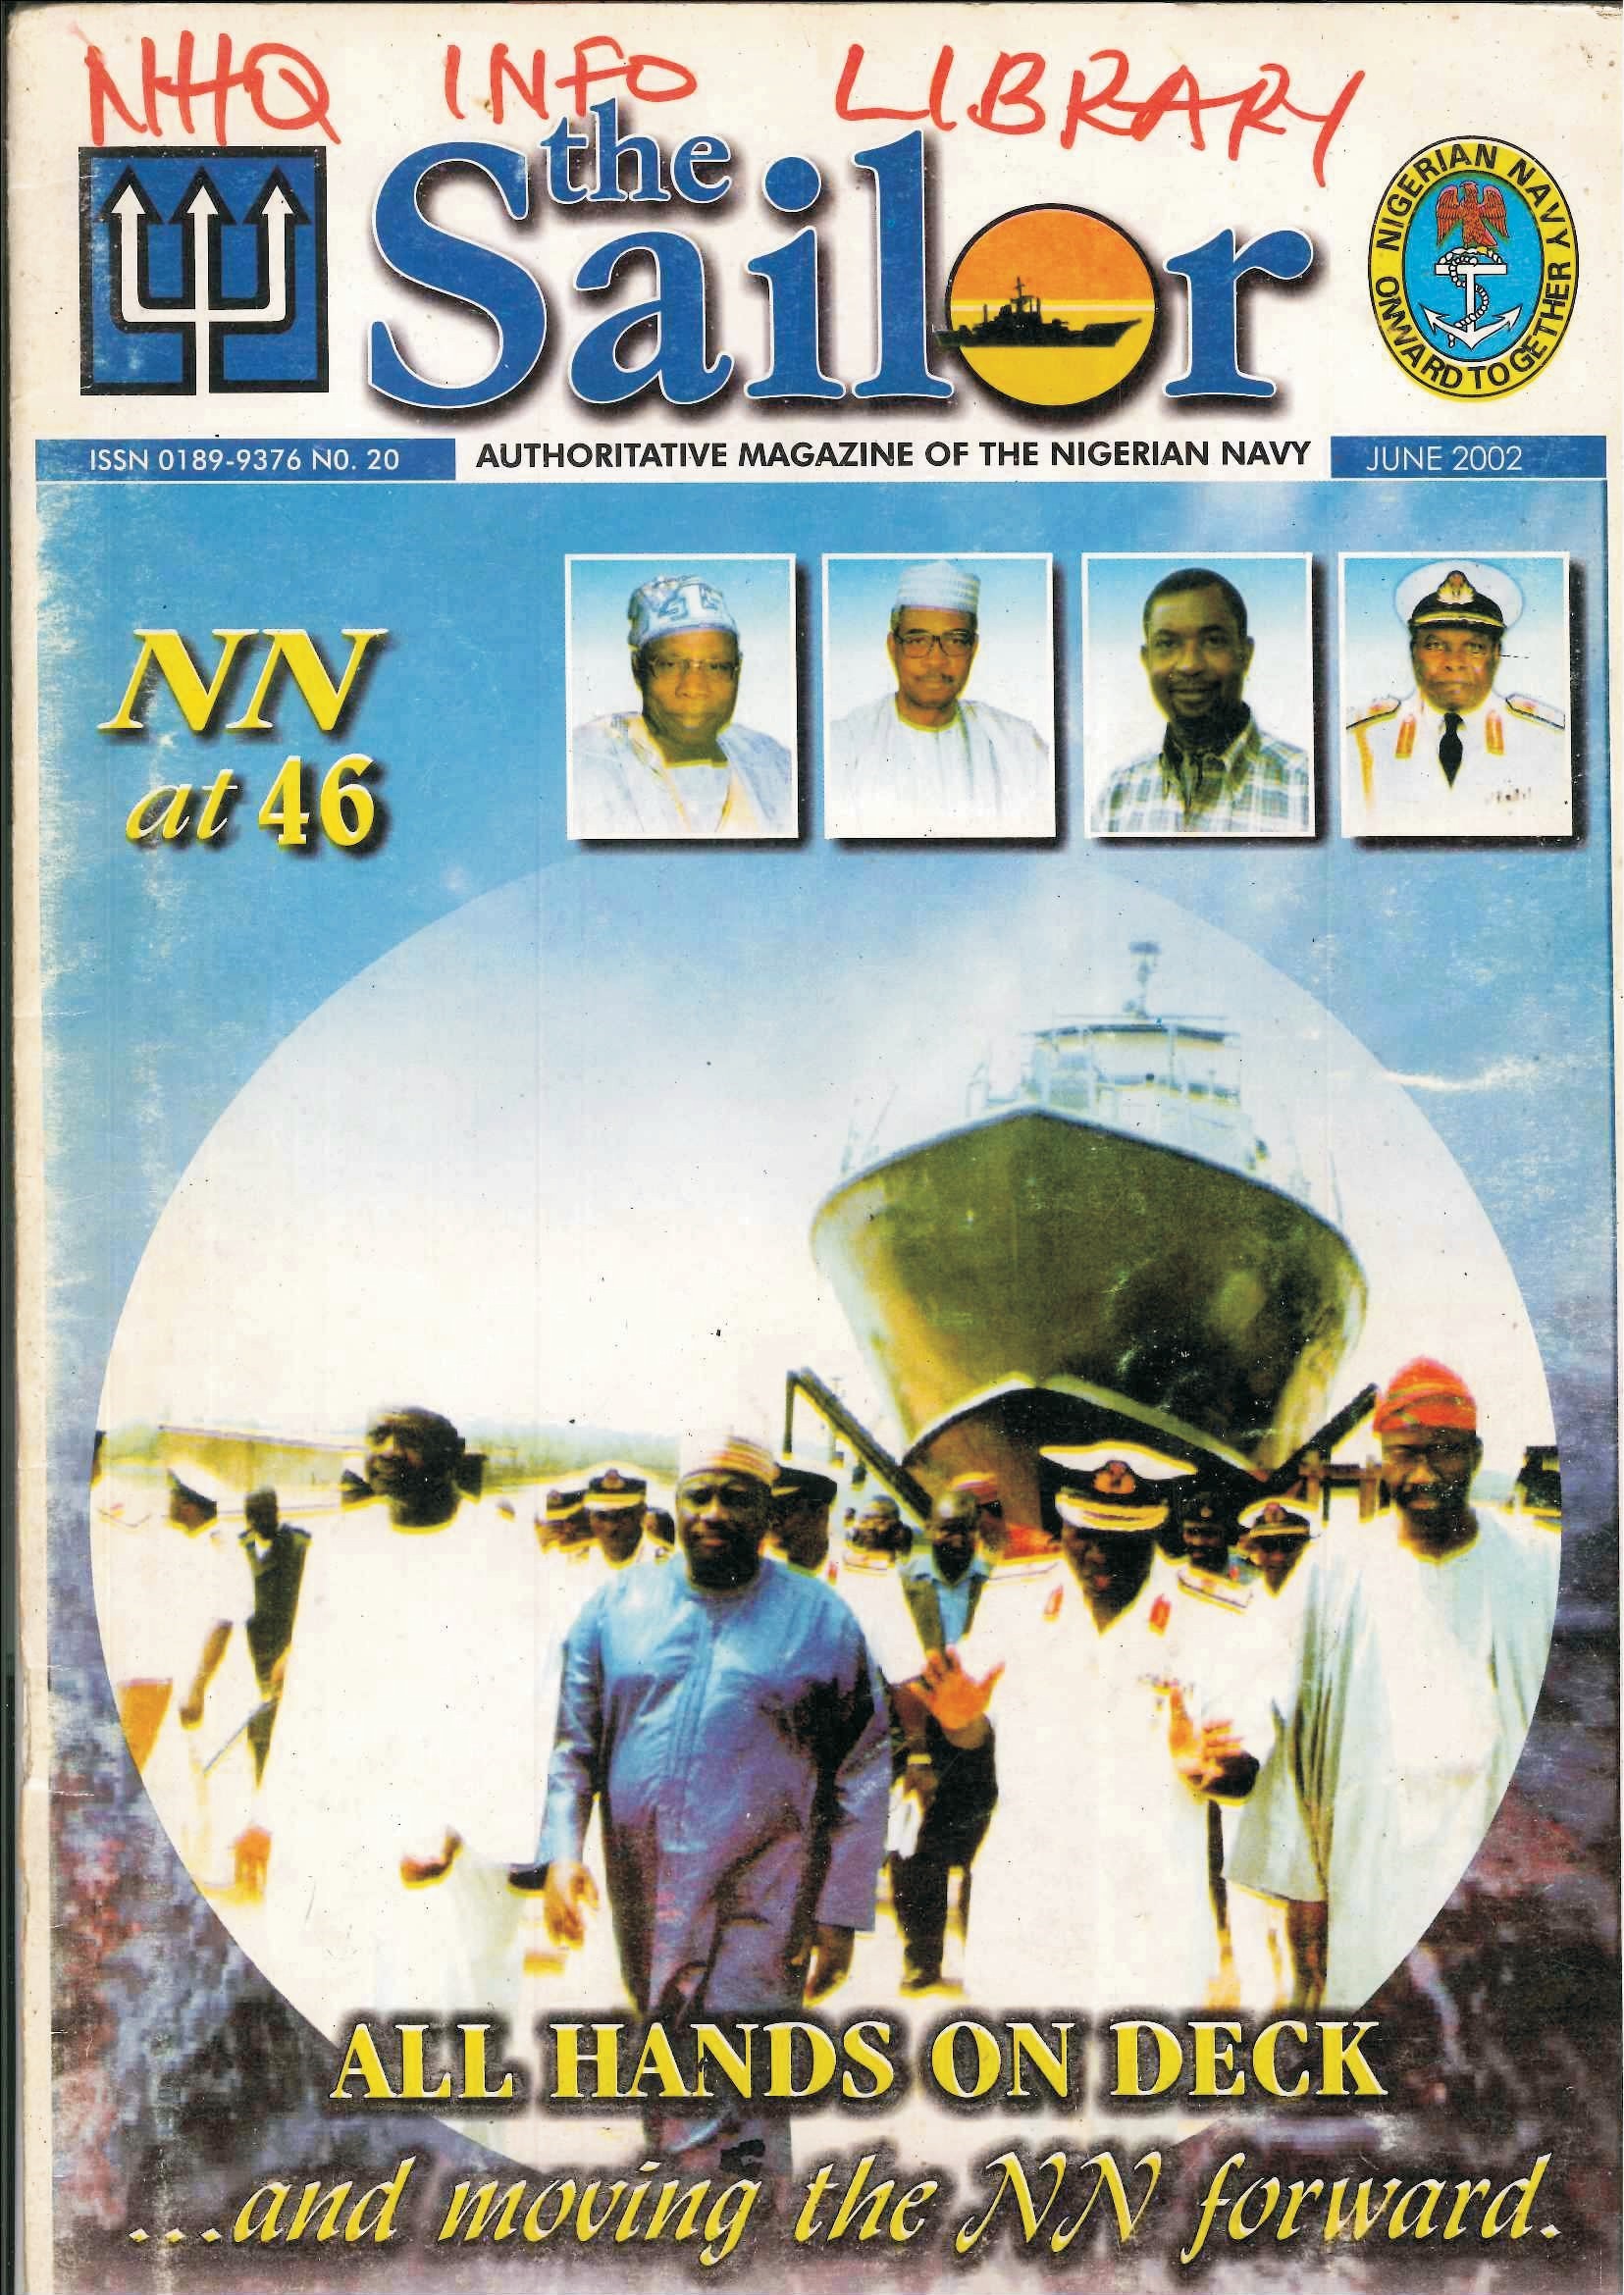 NHQ INFO LIBRARY
the
Sailor
NIGERIAN NAVY
ONWARD TOGETHER
ISSN 0189-9376 N0. 20
AUTHORITATIVE MAGAZINE OF THE NIGERIAN NAVY
JUNE 2002
NN
at 46
ALL HANDS ON DECK
...and moving the NN forward.